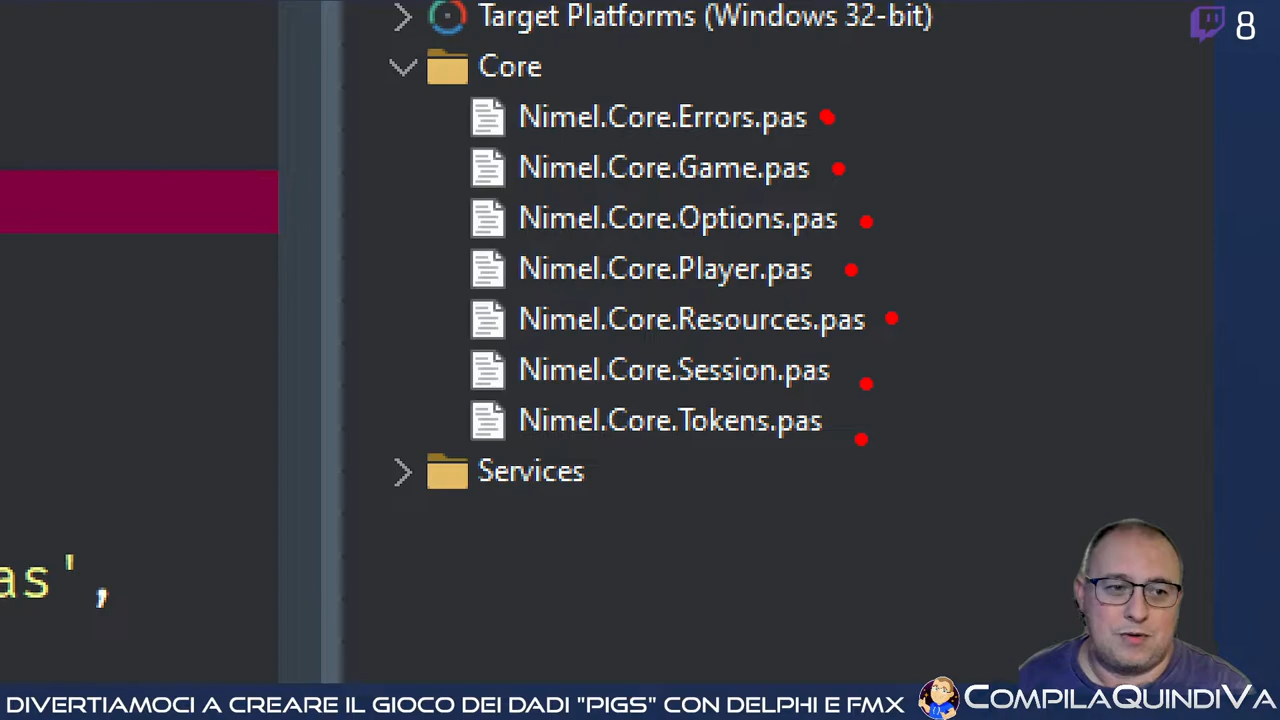 Target Platforms (Windows 32-bit)
8
Core
Nimel.Core.Errors.pas
Nimel.Core.Game.pas
Nimel.Core.Options.pas
Nimel.Core.Player.pas
Nimel.Core.Resources.pas
Nimel.Core.Session.pas
Nimel.Core.Tokens.pas
Services
as',
DIVERTIAMOCI A CREARE IL GIOCO DEI DADI "PIGS" CON DELPHI E FMX
COMPILAQUINDIVA